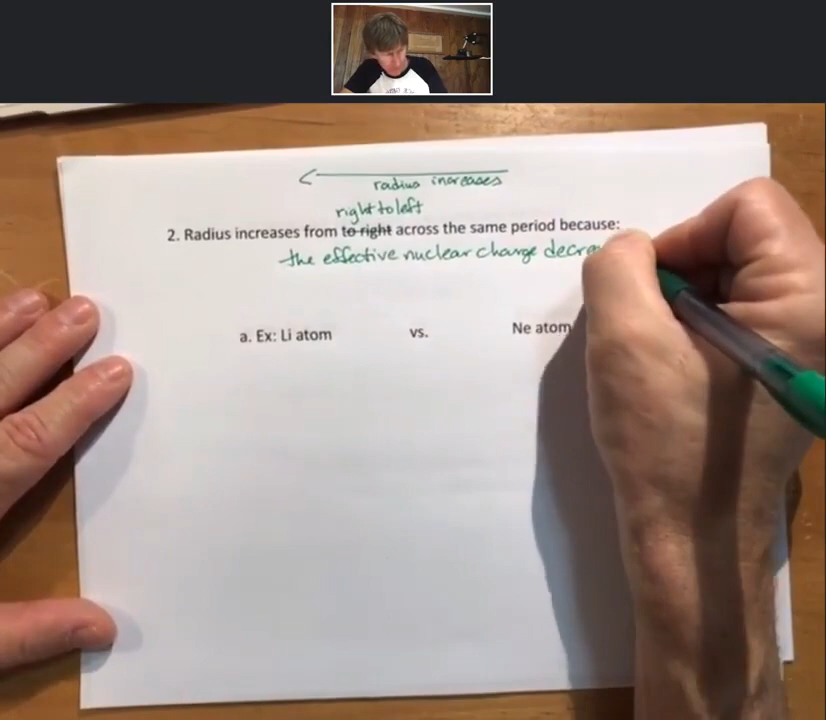 radius increases
right to left
2. Radius increases from to right across the same period because:
the effective nuclear charge decrea
a. Ex: Li atom vs. Ne atom